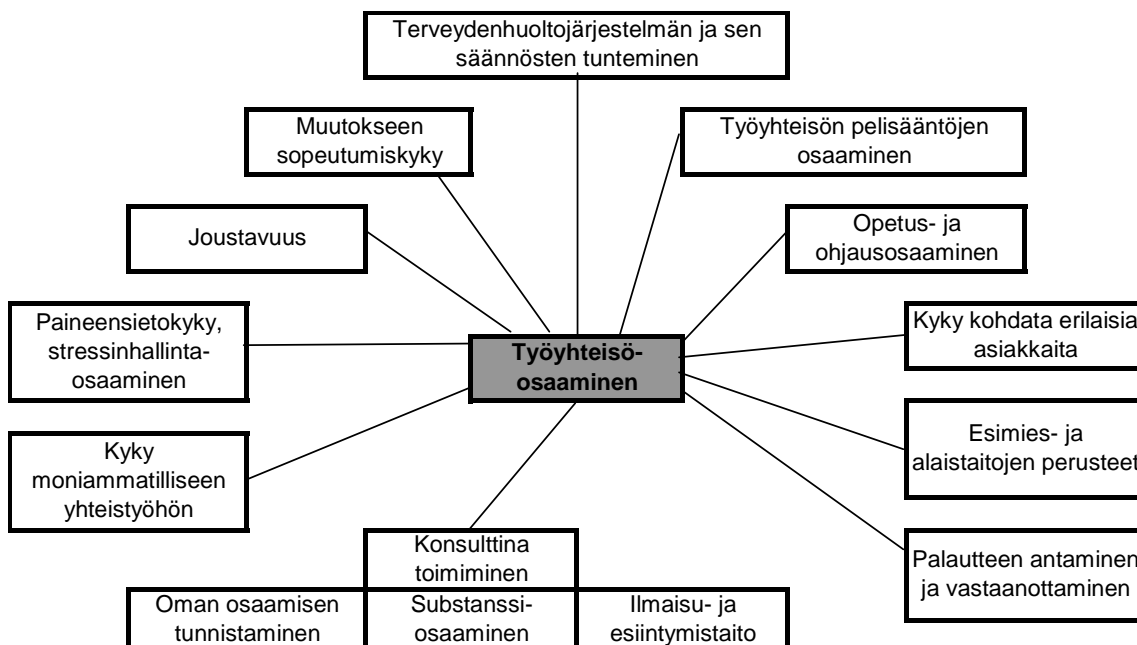 Terveydenhuoltojärjestelmän ja sen
säännösten tunteminen
Muutokseen
sopeutumiskyky
Työyhteisön pelisääntöjen
osaaminen
Joustavuus
Opetus- ja
ohjausosaaminen
Paineensietokyky,
stressinhallinta-
osaaminen
Työyhteisö-
osaaminen
Kyky kohdata erilaisia
asiakkaita
Kyky
moniammatilliseen
yhteistyöhön
Esimies- ja
alaistaitojen perusteet
Konsulttina
toimiminen
Palautteen antaminen
ja vastaanottaminen
Oman osaamisen
tunnistaminen
Substanssi-
osaaminen
Ilmaisu- ja
esiintymistaito